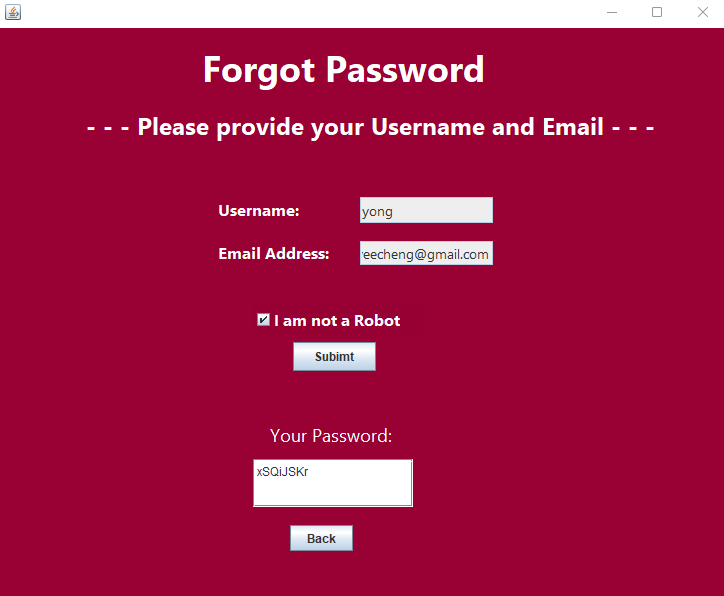 Forgot Password
- - - Please provide your Username and Email - - -
Username: yong
Email Address: eecheng@gmail.com
I am not a Robot
Subimt
Your Password:
xSQiJSKr
Back